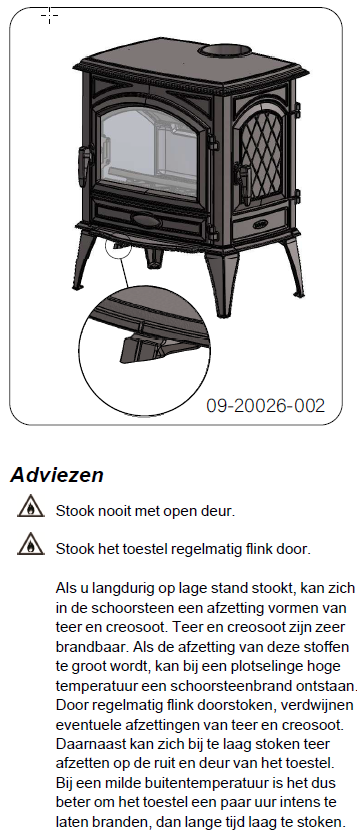 09-20026-002
Adviezen
Stook nooit met open deur.
Stook het toestel regelmatig flink door.
Als u langdurig op lage stand stookt, kan zich
in de schoorsteen een afzetting vormen van
teer en creosoot. Teer en creosoot zijn zeer
brandbaar. Als de afzetting van deze stoffen
te groot wordt, kan bij een plotselinge hoge
temperatuur een schoorsteenbrand ontstaan.
Door regelmatig flink doorstoken, verdwijnen
eventuele afzettingen van teer en creosoot.
Daarnaast kan zich bij te laag stoken teer
afzetten op de ruit en deur van het toestel.
Bij een milde buitentemperatuur is het dus
beter om het toestel een paar uur intens te
laten branden, dan lange tijd laag te stoken.